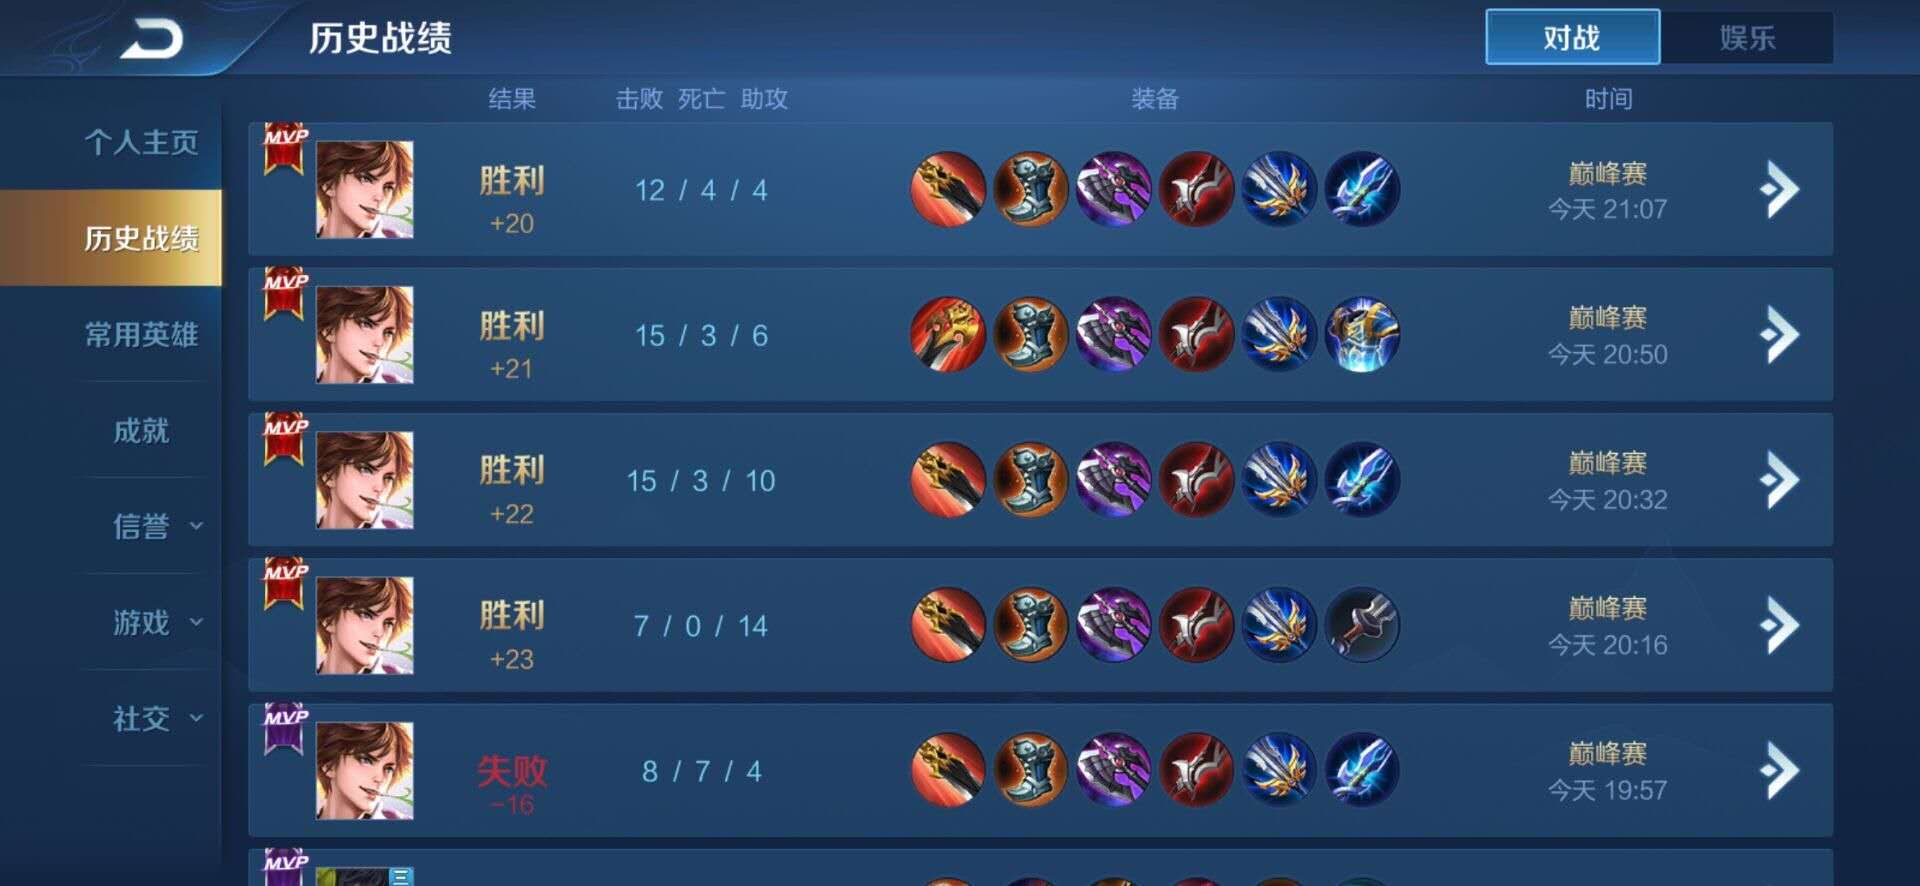 历史战绩
对战
娱乐
个人主页
历史战绩
常用英雄
成就
信誉
游戏
社交
结果 击败 死亡 助攻 装备 时间
MVP
胜利
+20
12 / 4 / 4
巅峰赛
今天 21:07
MVP
胜利
+21
15 / 3 / 6
巅峰赛
今天 20:50
MVP
胜利
+22
15 / 3 / 10
巅峰赛
今天 20:32
MVP
胜利
+23
7 / 0 / 14
巅峰赛
今天 20:16
MVP
失败
-16
8 / 7 / 4
巅峰赛
今天 19:57
MVP
三